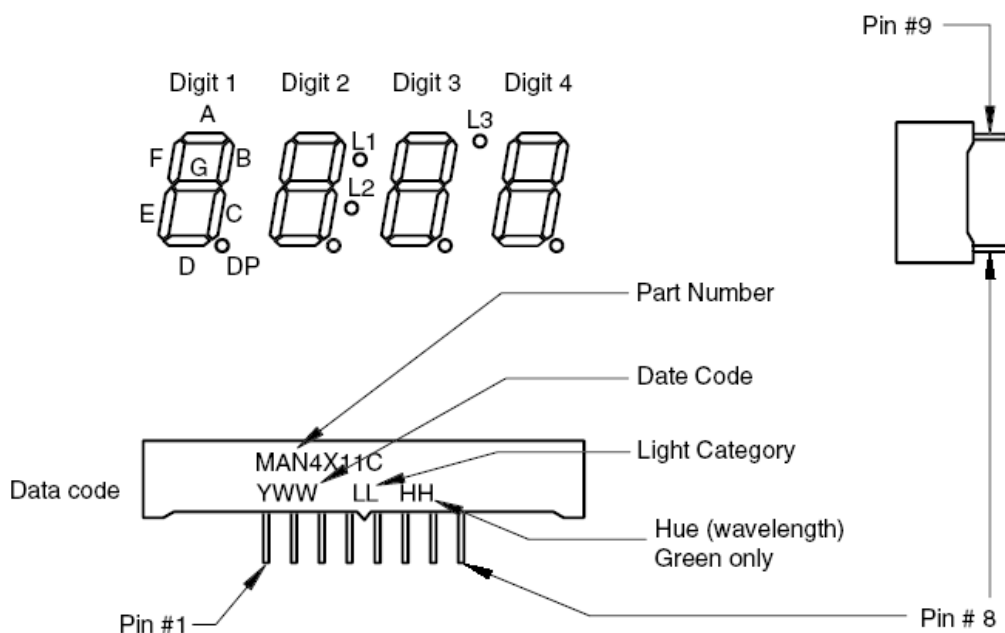 Pin #9
Digit 1 Digit 2 Digit 3 Digit 4
A
L3
F G B L1
L2
E C
D DP
Part Number
Date Code
MAN4X11C
Light Category
Data code YWW LL HH
Hue (wavelength)
Green only
Pin #1
Pin # 8